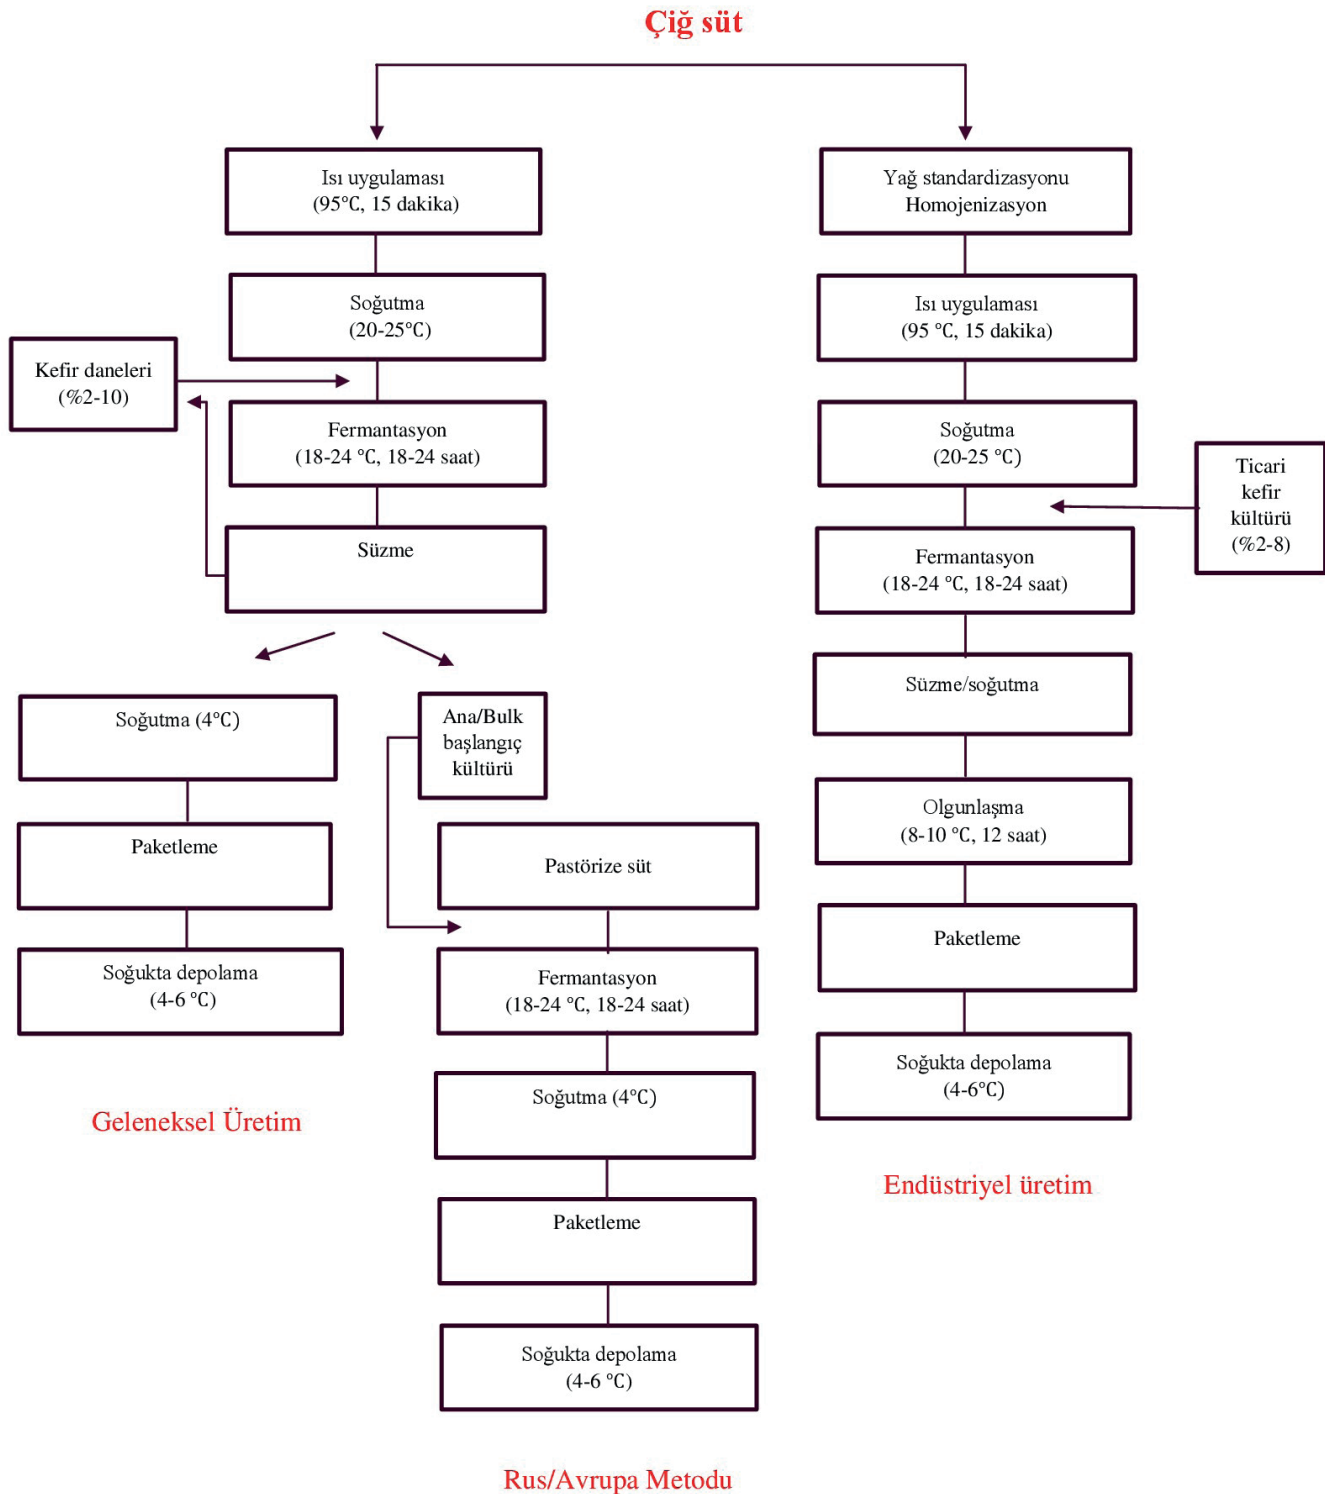 Çiğ süt
Isı uygulaması
(95°C, 15 dakika)
Soğutma
(20-25°C)
Kefir daneleri
(%2-10)
Fermantasyon
(18-24 °C, 18-24 saat)
Süzme
Soğutma (4°C)
Paketleme
Soğukta depolama
(4-6 °C)
Geleneksel Üretim
Ana/Bulk
başlangıç
kültürü
Pastörize süt
Fermantasyon
(18-24 °C, 18-24 saat)
Soğutma (4°C)
Paketleme
Soğukta depolama
(4-6 °C)
Rus/Avrupa Metodu
Yağ standardizasyonu
Homojenizasyon
Isı uygulaması
(95 °C, 15 dakika)
Soğutma
(20-25 °C)
Ticari
kefir
kültürü
(%2-8)
Fermantasyon
(18-24 °C, 18-24 saat)
Süzme/soğutma
Olgunlaşma
(8-10 °C, 12 saat)
Paketleme
Soğukta depolama
(4-6°C)
Endüstriyel üretim